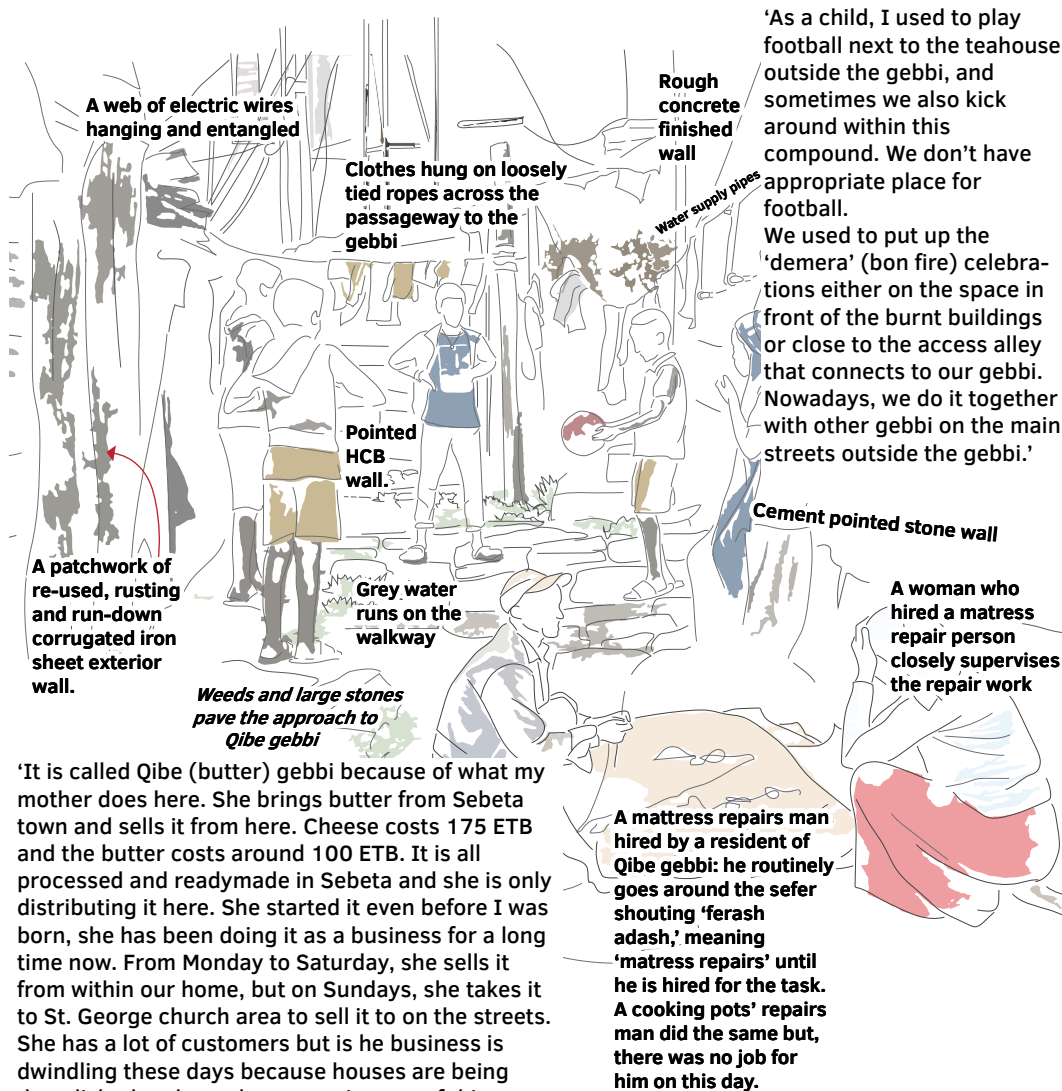 ‘As a child, I used to play
football next to the teahouse
outside the gebbi, and
sometimes we also kick
around within this
compound. We don’t have
appropriate place for
football.
We used to put up the
‘demera’ (bon fire) celebra-
tions either on the space in
front of the burnt buildings
or close to the access alley
that connects to our gebbi.
Nowadays, we do it together
with other gebbi on the main
streets outside the gebbi.’
A web of electric wires
hanging and entangled
Rough
concrete
finished
wall
Clothes hung on loosely
tied ropes across the
passageway to the
gebbi
Water supply pipes
Pointed
HCB
wall.
Cement pointed stone wall
A patchwork of
re-used, rusting
and run-down
corrugated iron
sheet exterior
wall.
Grey water
runs on the
walkway
A woman who
hired a matress
repair person
closely supervises
the repair work
Weeds and large stones
pave the approach to
Qibe gebbi
‘It is called Qibe (butter) gebbi because of what my
mother does here. She brings butter from Sebeta
town and sells it from here. Cheese costs 175 ETB
and the butter costs around 100 ETB. It is all
processed and readymade in Sebeta and she is only
distributing it here. She started it even before I was
born, she has been doing it as a business for a long
time now. From Monday to Saturday, she sells it
from within our home, but on Sundays, she takes it
to St. George church area to sell it to on the streets.
She has a lot of customers but is he business is
dwindling these days because houses are being
A mattress repairs man
hired by a resident of
Qibe gebbi: he routinely
goes around the sefer
shouting ‘ferash
adash,’ meaning
‘matress repairs’ until
he is hired for the task.
A cooking pots’ repairs
man did the same but,
there was no job for
him on this day.